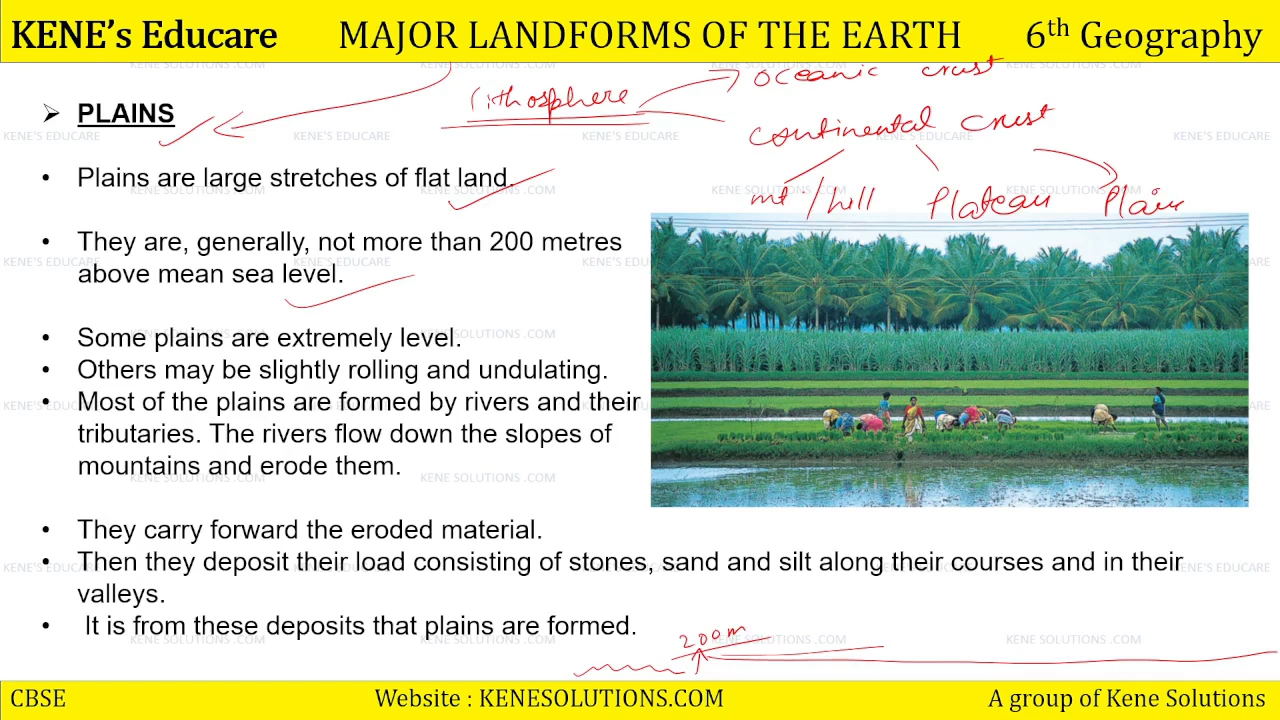 KENE's Educare MAJOR LANDFORMS OF THE EARTH 6th Geography
oceanic crust
lithosphere
continental crust
mt./hill Plateau Plain
➢ PLAINS
• Plains are large stretches of flat land.
• They are, generally, not more than 200 metres
above mean sea level.
• Some plains are extremely level.
• Others may be slightly rolling and undulating.
• Most of the plains are formed by rivers and their
tributaries. The rivers flow down the slopes of
mountains and erode them.
• They carry forward the eroded material.
• Then they deposit their load consisting of stones, sand and silt along their courses and in their
valleys.
• It is from these deposits that plains are formed.
200m
CBSE Website : KENESOLUTIONS.COM A group of Kene Solutions
KENE SOLUTIONS .COM
KENE'S EDUCARE